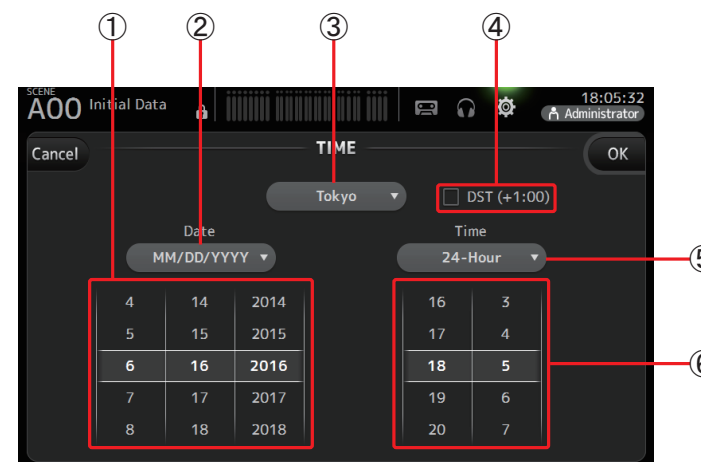 ① ② ③ ④
SCENE
A00 Initial Data 18:05:32
Administrator
Cancel TIME OK
Tokyo ▼ DST (+1:00)
Date Time
MM/DD/YYYY ▼ 24-Hour ▼ ⑤
4 14 2014 16 3
5 15 2015 17 4
6 16 2016 18 5 ⑥
7 17 2017 19 6
8 18 2018 20 7